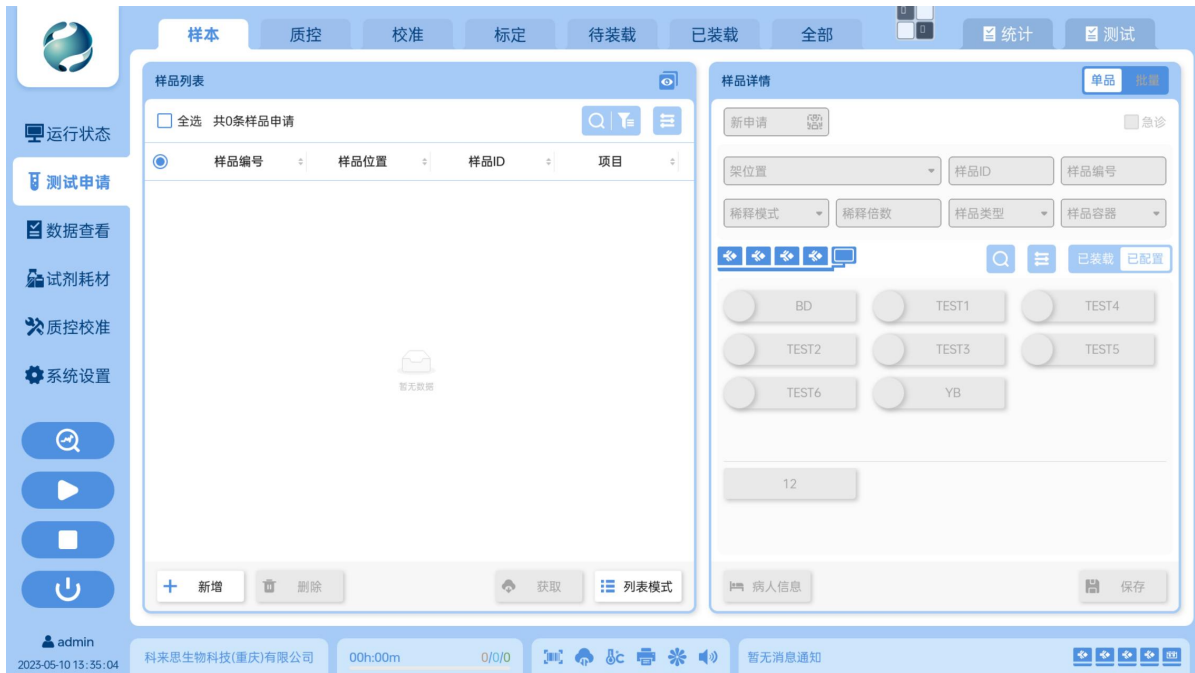 样本 质控 校准 标定 待装载 已装载 全部 统计 测试
样品列表
样品详情 单品 批量
全选 共0条样品申请
新申请 急诊
运行状态
样品编号 样品位置 样品ID 项目
架位置 样品ID 样品编号
测试申请
稀释模式 稀释倍数 样品类型 样品容器
数据查看
已装载 已配置
试剂耗材
BD TEST1 TEST4
质控校准
TEST2 TEST3 TEST5
系统设置
暂无数据
TEST6 YB
12
新增 删除 获取 列表模式
病人信息 保存
admin
2023-05-10 13:35:04
科来思生物科技(重庆)有限公司 00h:00m 0/0/0 暂无消息通知